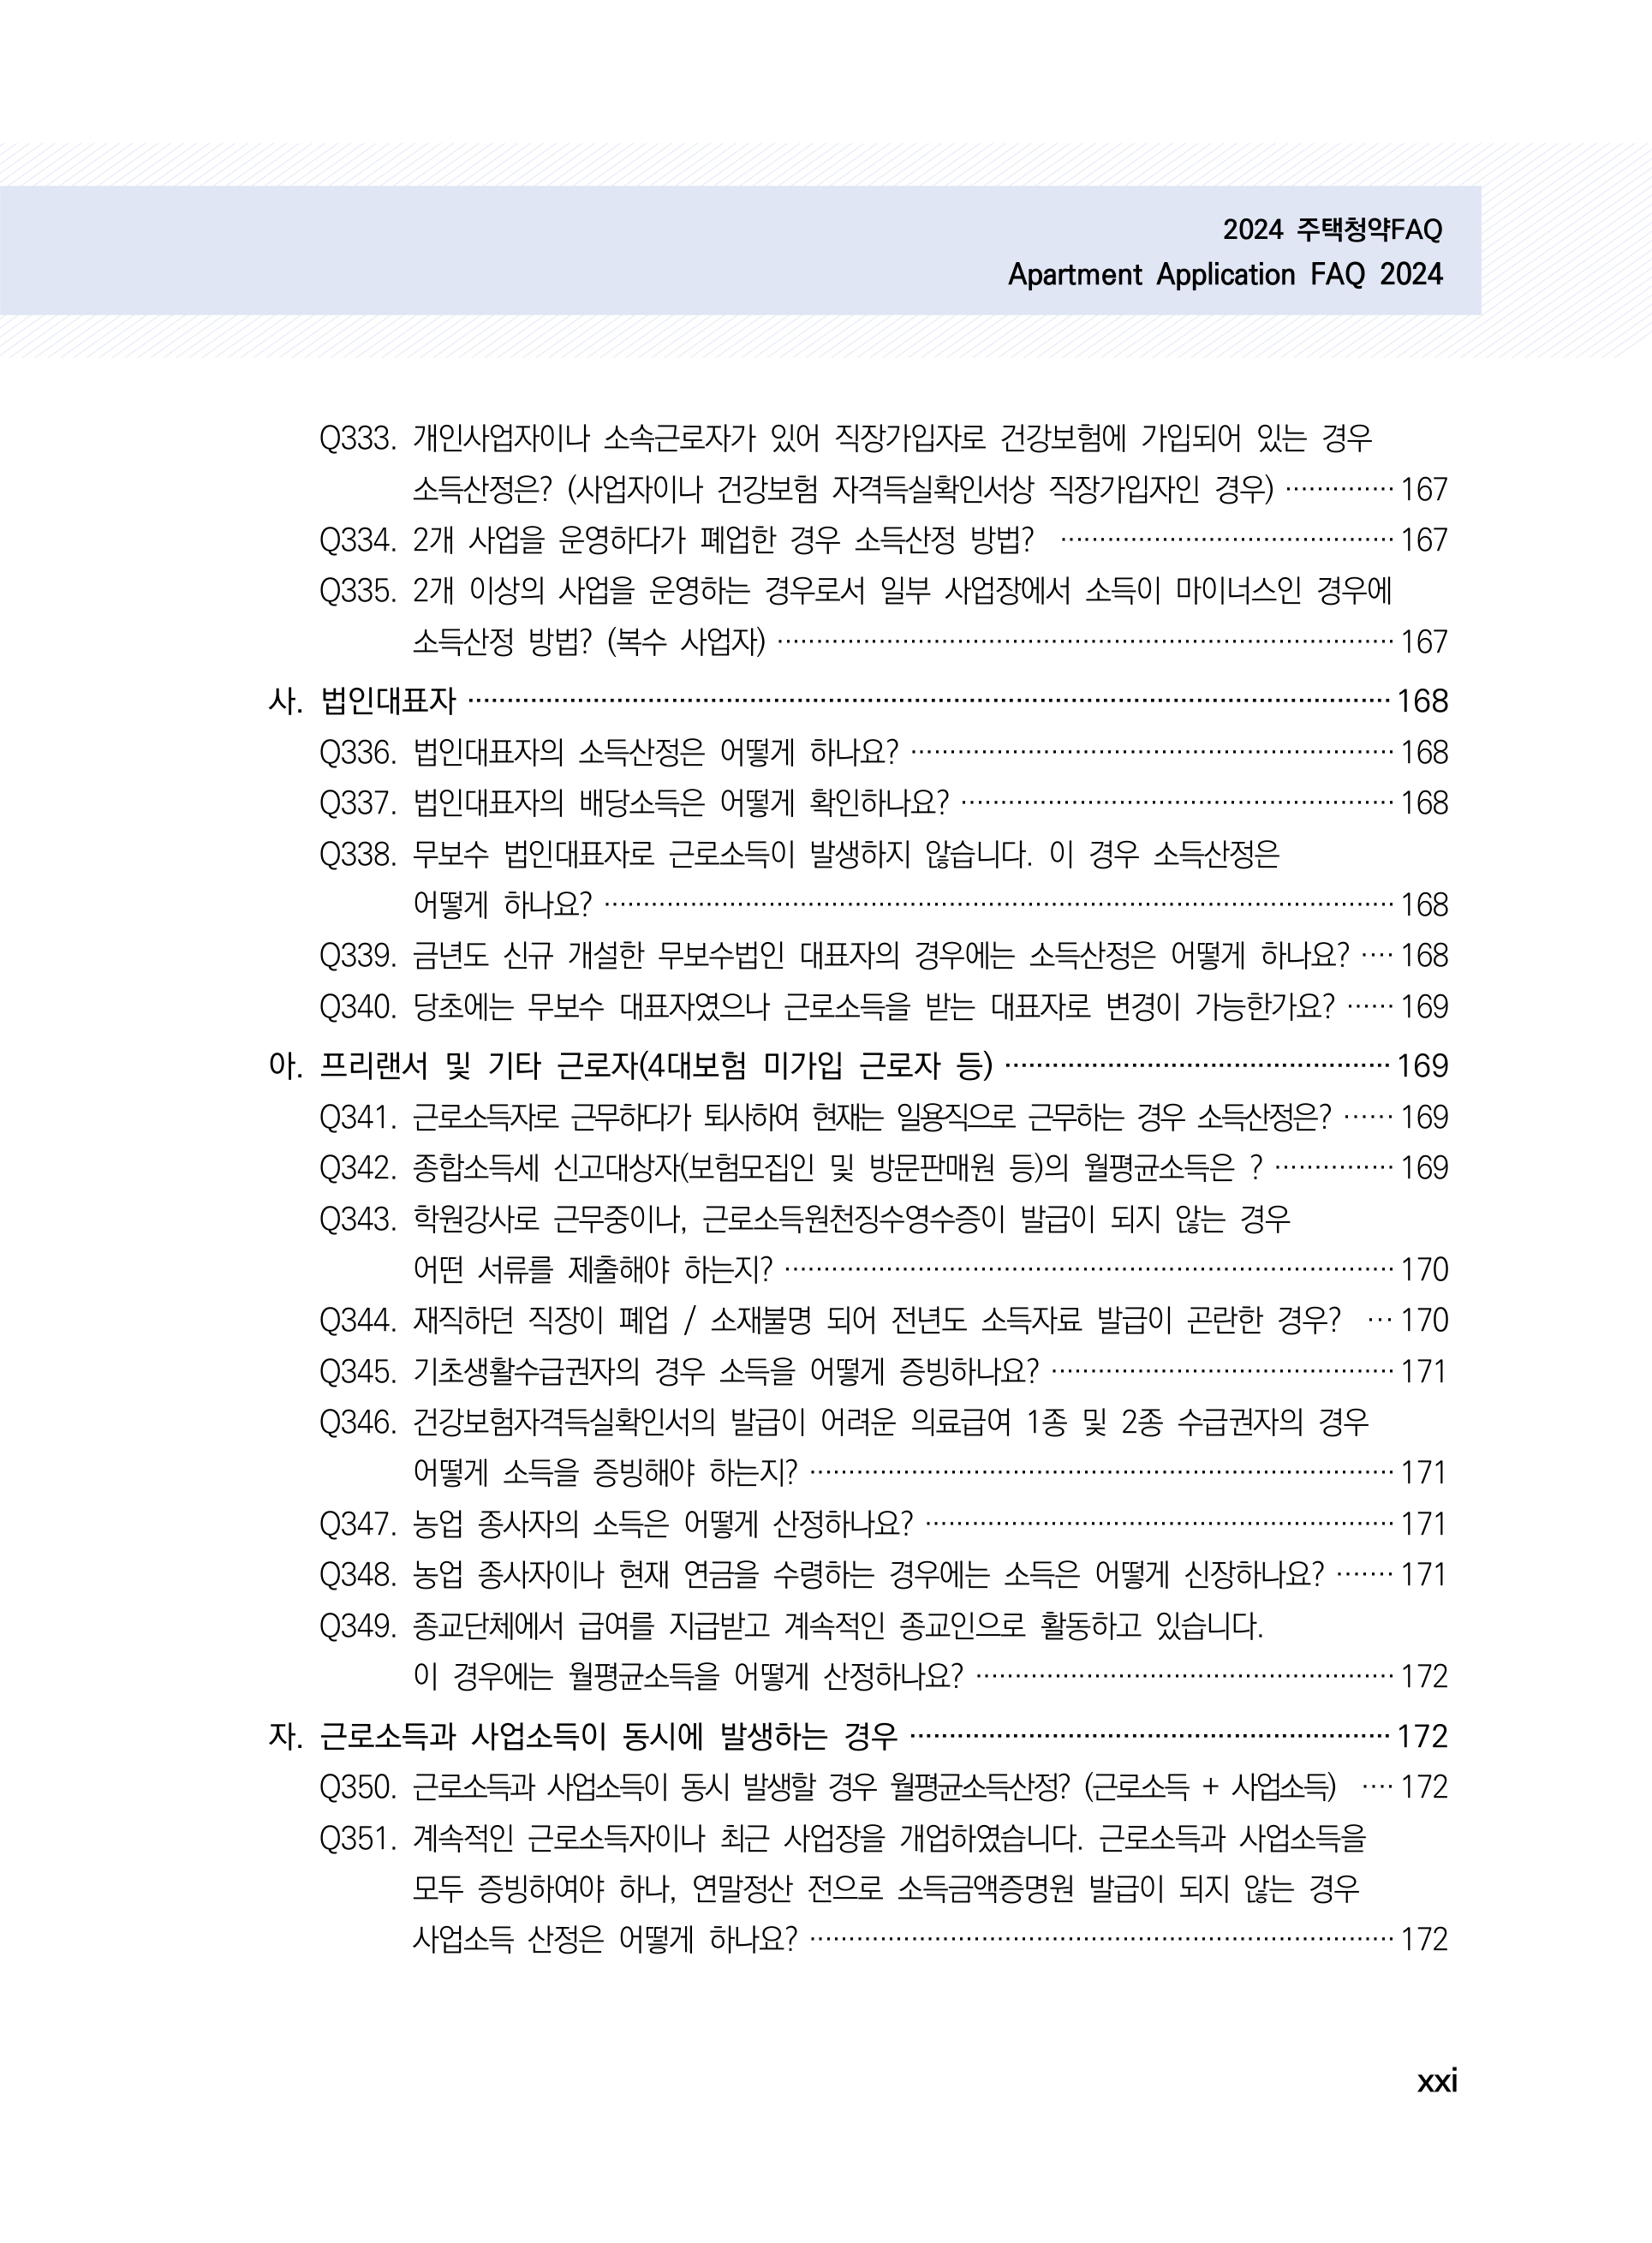 2024 주택청약FAQ
Apartment Application FAQ 2024
Q333. 개인사업자이나 소속근로자가 있어 직장가입자로 건강보험에 가입되어 있는 경우
소득산정은? (사업자이나 건강보험 자격득실확인서상 직장가입자인 경우) ·············· 167
Q334. 2개 사업을 운영하다가 폐업한 경우 소득산정 방법? ··········································· 167
Q335. 2개 이상의 사업을 운영하는 경우로서 일부 사업장에서 소득이 마이너스인 경우에
소득산정 방법? (복수 사업자) ··············································································· 167
사. 법인대표자 ······················································································································ 168
Q336. 법인대표자의 소득산정은 어떻게 하나요? ····························································· 168
Q337. 법인대표자의 배당소득은 어떻게 확인하나요? ······················································· 168
Q338. 무보수 법인대표자로 근로소득이 발생하지 않습니다. 이 경우 소득산정은
어떻게 하나요? ····································································································· 168
Q339. 금년도 신규 개설한 무보수법인 대표자의 경우에는 소득산정은 어떻게 하나요? ···· 168
Q340. 당초에는 무보수 대표자였으나 근로소득을 받는 대표자로 변경이 가능한가요? ······ 169
아. 프리랜서 및 기타 근로자(4대보험 미가입 근로자 등) ················································· 169
Q341. 근로소득자로 근무하다가 퇴사하여 현재는 일용직으로 근무하는 경우 소득산정은? ······ 169
Q342. 종합소득세 신고대상자(보험모집인 및 방문판매원 등)의 월평균소득은 ? ··············· 169
Q343. 학원강사로 근무중이나, 근로소득원천징수영수증이 발급이 되지 않는 경우
어떤 서류를 제출해야 하는지? ·············································································· 170
Q344. 재직하던 직장이 폐업 / 소재불명 되어 전년도 소득자료 발급이 곤란한 경우? ··· 170
Q345. 기초생활수급권자의 경우 소득을 어떻게 증빙하나요? ············································ 171
Q346. 건강보험자격득실확인서의 발급이 어려운 의료급여 1종 및 2종 수급권자의 경우
어떻게 소득을 증빙해야 하는지? ··········································································· 171
Q347. 농업 종사자의 소득은 어떻게 산정하나요? ···························································· 171
Q348. 농업 종사자이나 현재 연금을 수령하는 경우에는 소득은 어떻게 신장하나요? ······· 171
Q349. 종교단체에서 급여를 지급받고 계속적인 종교인으로 활동하고 있습니다.
이 경우에는 월평균소득을 어떻게 산정하나요? ····················································· 172
자. 근로소득과 사업소득이 동시에 발생하는 경우 ····························································· 172
Q350. 근로소득과 사업소득이 동시 발생할 경우 월평균소득산정? (근로소득 + 사업소득) ···· 172
Q351. 계속적인 근로소득자이나 최근 사업장을 개업하였습니다. 근로소득과 사업소득을
모두 증빙하여야 하나, 연말정산 전으로 소득금액증명원 발급이 되지 않는 경우
사업소득 산정은 어떻게 하나요? ··········································································· 172
xxi